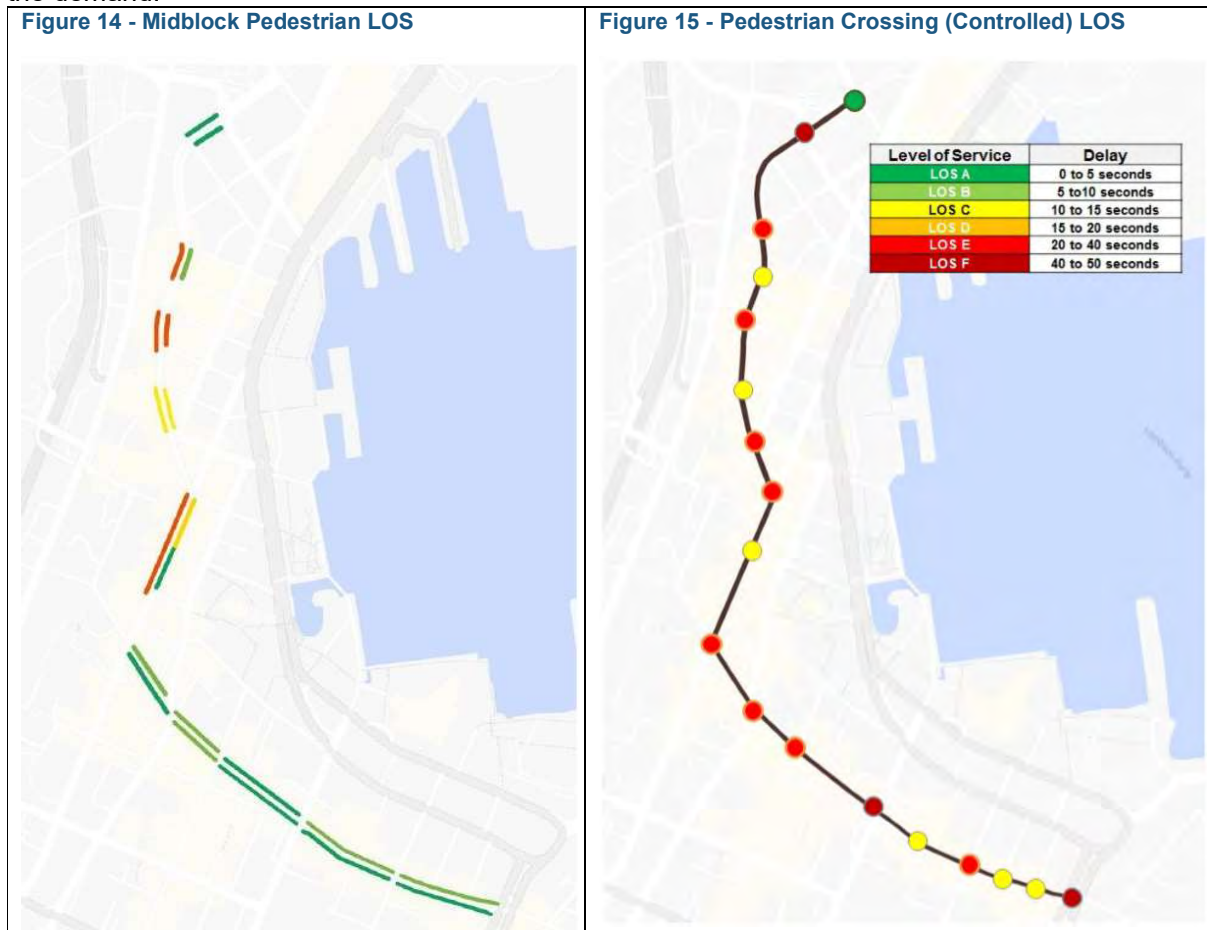 the demand.
Figure 14 - Midblock Pedestrian LOS
Figure 15 - Pedestrian Crossing (Controlled) LOS
Level of Service Delay
LOS A 0 to 5 seconds
LOS B 5 to10 seconds
LOS C 10 to 15 seconds
LOS D 15 to 20 seconds
LOS E 20 to 40 seconds
LOS F 40 to 50 seconds